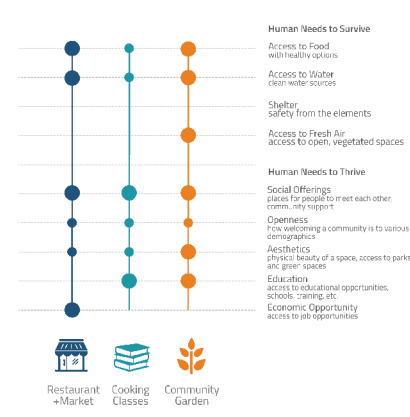 Human Needs to Survive
Access to Food
with healthy options
Access to Water
clean water sources
Shelter
safety from the elements
Access to Fresh Air
access to open, vegetated spaces
Human Needs to Thrive
Social Offerings
places for people to meet each other,
community support
Openness
how welcoming a community is to various
demographics
Aesthetics
physical beauty of a space, access to parks
and green spaces
Education
access to educational opportunities,
schools, training, etc.
Economic Opportunity
access to job opportunities
Restaurant
+Market
Cooking
Classes
Community
Garden